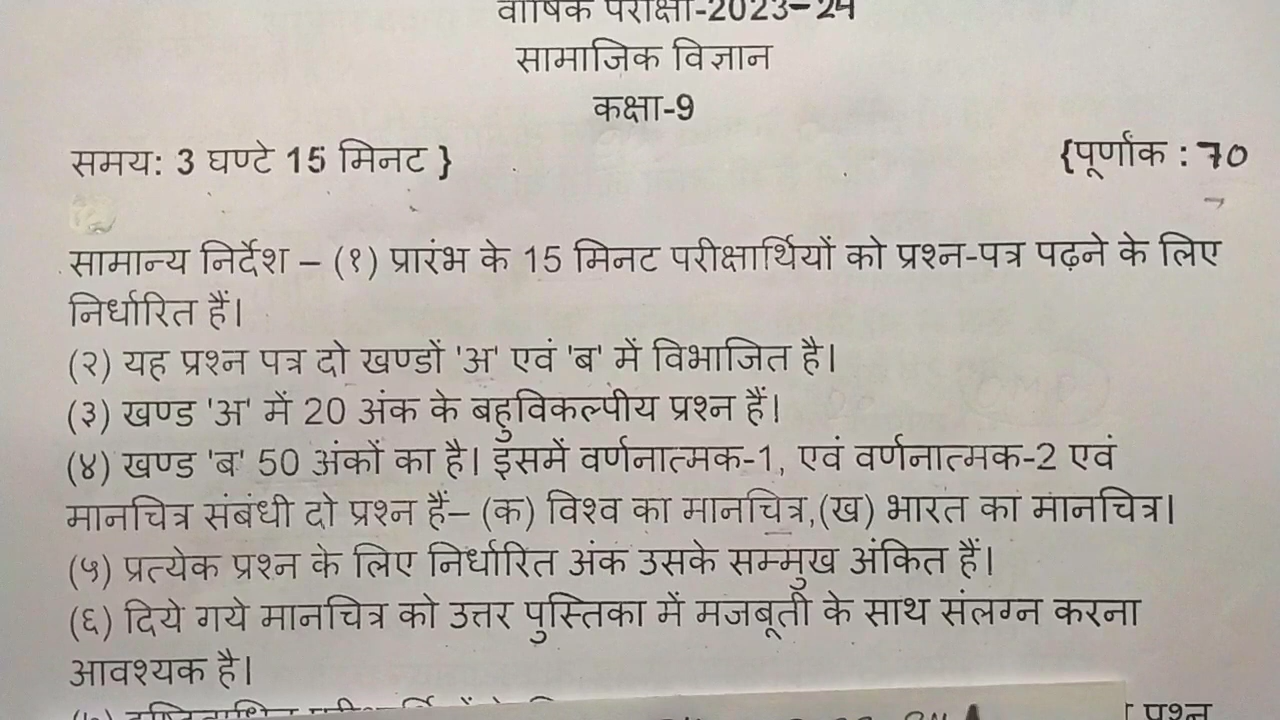 वार्षिक परीक्षा-2023-24
सामाजिक विज्ञान
कक्षा-9
समय: 3 घण्टे 15 मिनट } {पूर्णांक : 70
सामान्य निर्देश – (१) प्रारंभ के 15 मिनट परीक्षार्थियों को प्रश्न-पत्र पढ़ने के लिए
निर्धारित हैं।
(२) यह प्रश्न पत्र दो खण्डों 'अ' एवं 'ब' में विभाजित है।
(३) खण्ड 'अ' में 20 अंक के बहुविकल्पीय प्रश्न हैं।
(४) खण्ड 'ब' 50 अंकों का है। इसमें वर्णनात्मक-1, एवं वर्णनात्मक-2 एवं
मानचित्र संबंधी दो प्रश्न हैं– (क) विश्व का मानचित्र,(ख) भारत का मानचित्र।
(५) प्रत्येक प्रश्न के लिए निर्धारित अंक उसके सम्मुख अंकित हैं।
(६) दिये गये मानचित्र को उत्तर पुस्तिका में मजबूती के साथ संलग्न करना
आवश्यक है।
प्रश्न